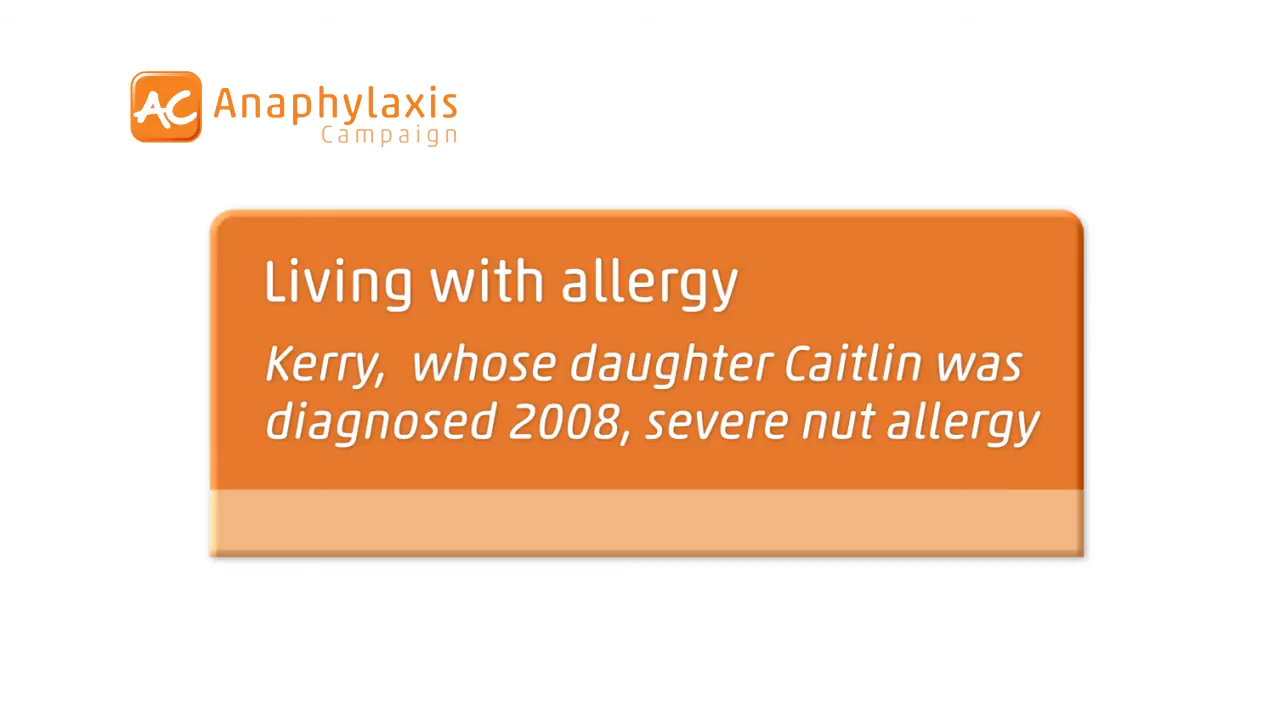 AC Anaphylaxis
Campaign
Living with allergy
Kerry, whose daughter Caitlin was
diagnosed 2008, severe nut allergy